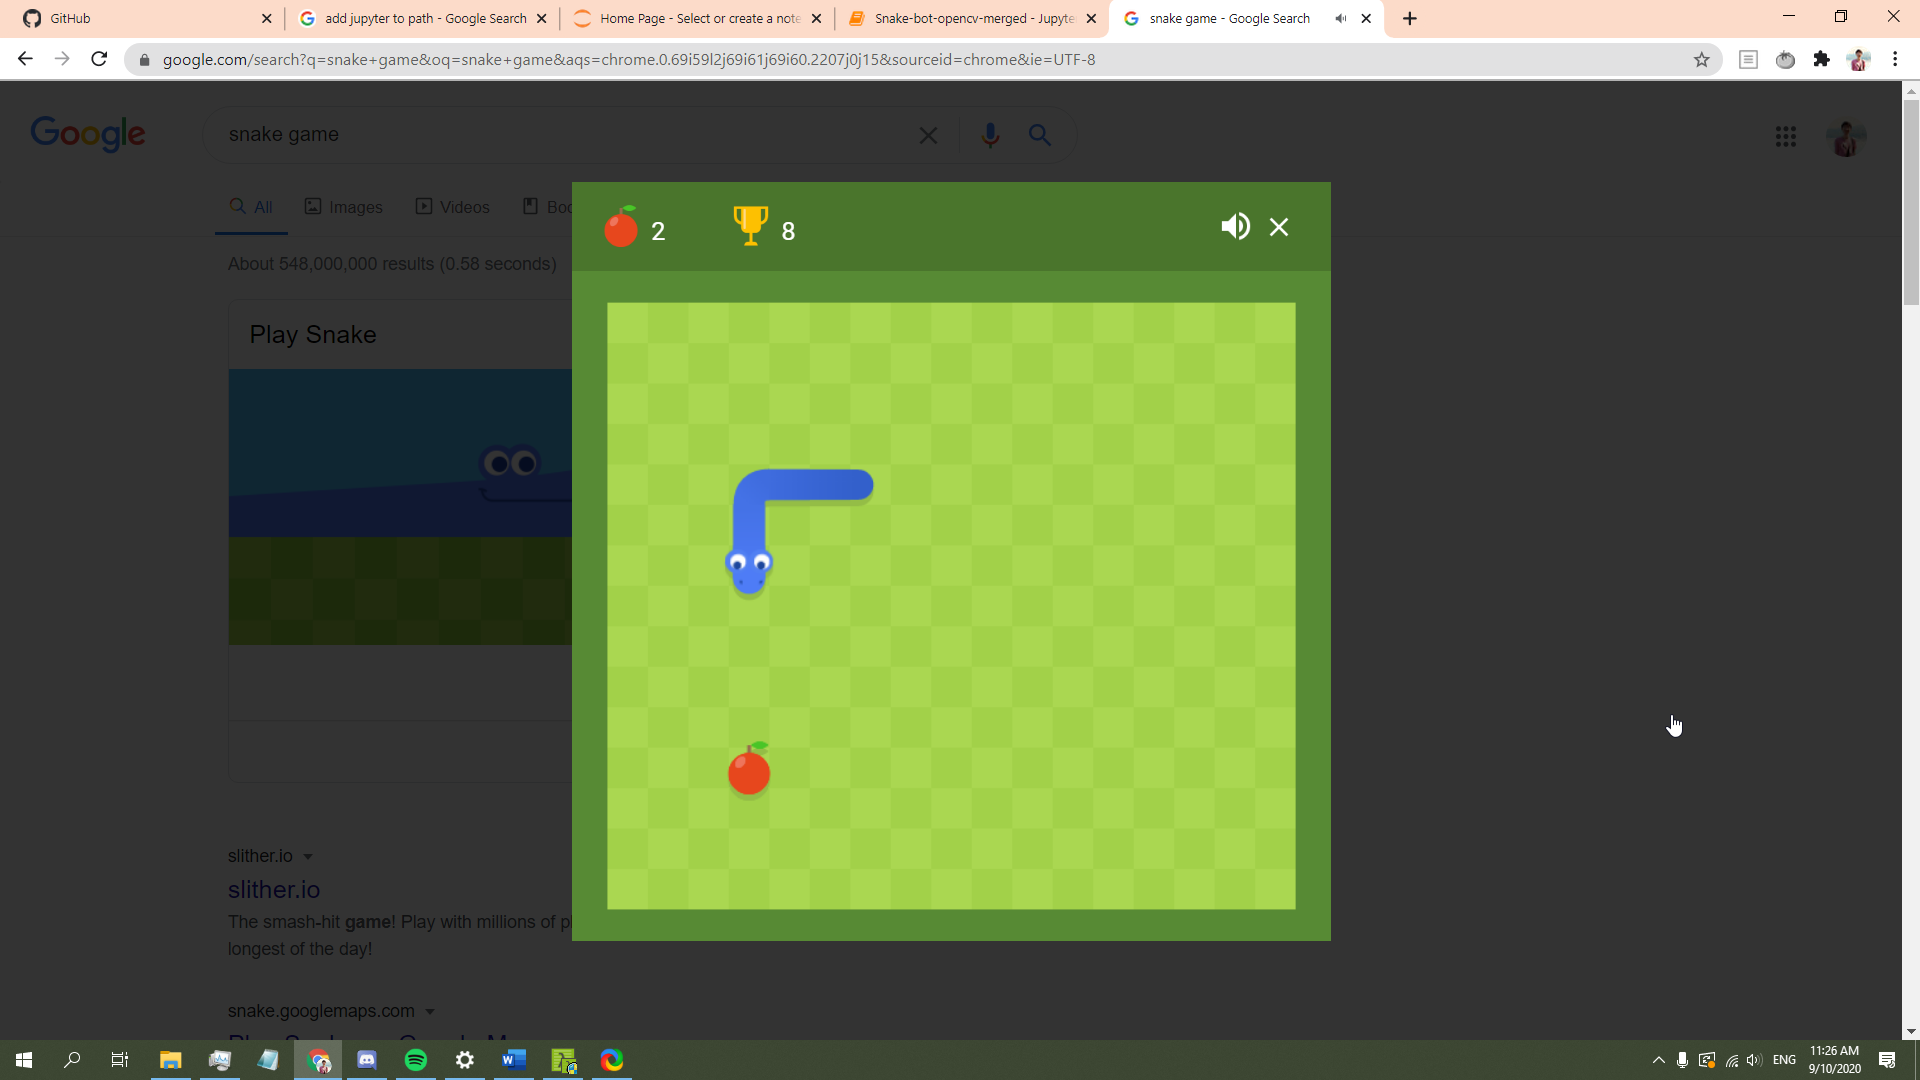 GitHub
add jupyter to path - Google Search
Home Page - Select or create a note
Snake-bot-opencv-merged - Jupyte
snake game - Google Search
google.com/search?q=snake+game&oq=snake+game&aqs=chrome.0.69i59l2j69i61j69i60.2207j0j15&sourceid=chrome&ie=UTF-8
Google
snake game
All
Images
Videos
Boo
2
8
About 548,000,000 results (0.58 seconds)
Play Snake
slither.io
slither.io
The smash-hit game! Play with millions of pl
longest of the day!
snake.googlemaps.com
ENG
11:26 AM
9/10/2020